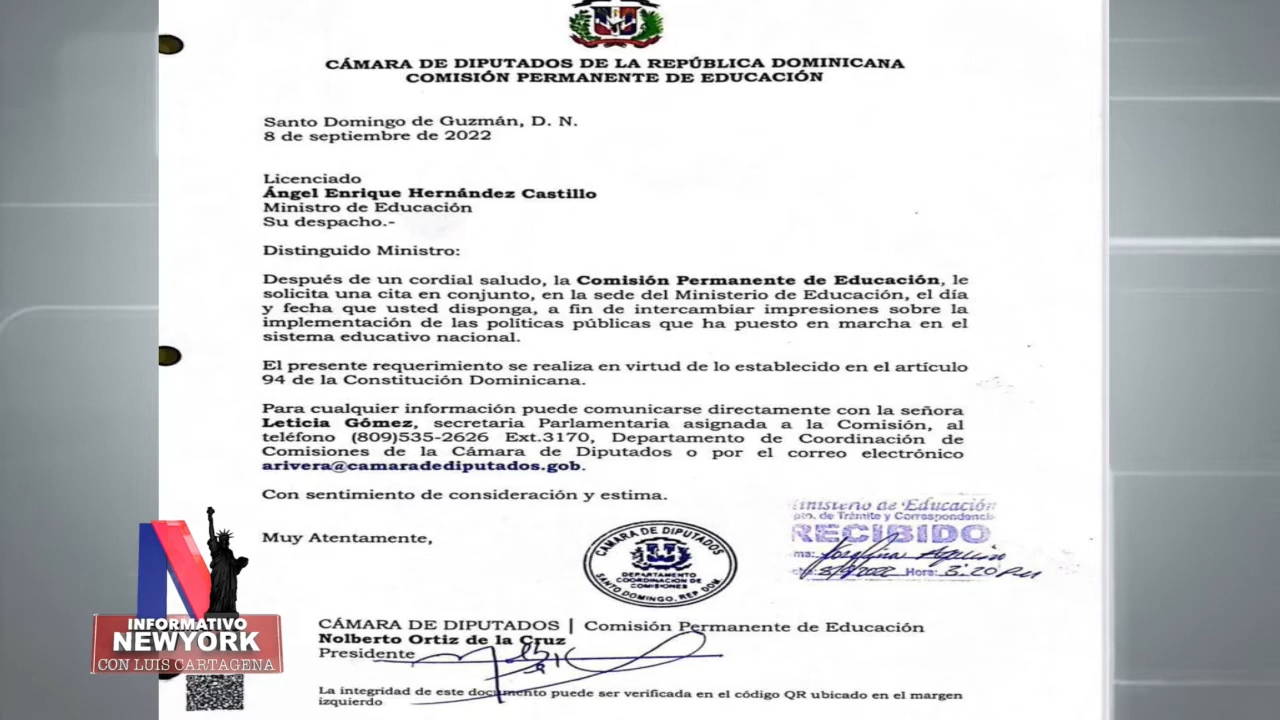 CÁMARA DE DIPUTADOS DE LA REPÚBLICA DOMINICANA
COMISIÓN PERMANENTE DE EDUCACIÓN
Santo Domingo de Guzmán, D. N.
8 de septiembre de 2022
Licenciado
Ángel Enrique Hernández Castillo
Ministro de Educación
Su despacho.-
Distinguido Ministro:
Después de un cordial saludo, la Comisión Permanente de Educación, le
solicita una cita en conjunto, en la sede del Ministerio de Educación, el día
y fecha que usted disponga, a fin de intercambiar impresiones sobre la
implementación de las políticas públicas que ha puesto en marcha en el
sistema educativo nacional.
El presente requerimiento se realiza en virtud de lo establecido en el artículo
94 de la Constitución Dominicana.
Para cualquier información puede comunicarse directamente con la señora
Leticia Gómez, secretaria Parlamentaria asignada a la Comisión, al
teléfono (809)535-2626 Ext.3170, Departamento de Coordinación de
Comisiones de la Cámara de Diputados o por el correo electrónico
arivera@camaradediputados.gob.
Con sentimiento de consideración y estima.
Muy Atentamente,
CÁMARA DE DIPUTADOS
DEPARTAMENTO
COORDINACIÓN DE
COMISIONES
SANTO DOMINGO, REP. DOM.
inisterio de Educación
pto. de Trámite y Correspondenci
RECIBIDO
ma:
Hora: 3:20 PM
CÁMARA DE DIPUTADOS | Comisión Permanente de Educación
Nolberto Ortiz de la Cruz
Presidente
La integridad de este documento puede ser verificada en el código QR ubicado en el margen
izquierdo
N
INFORMATIVO
NEWYORK
CON LUIS CARTAGENA